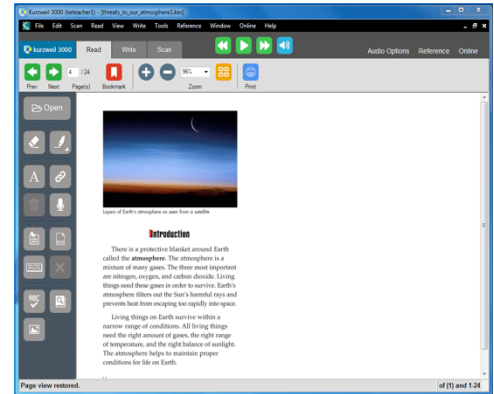 Kurzweil 3000 (keteacher1) - [threats_to_our_atmosphere1.kes]
File Edit Scan Read View Write Tools Reference Window Online Help
kurzweil 3000 Read Write Scan Audio Options Reference Online
4 / 24 95%
Prev Next Page(s) Bookmark Zoom Print
Open
A
ABC
Layers of Earth's atmosphere as seen from a satellite
Introduction
There is a protective blanket around Earth
called the atmosphere. The atmosphere is a
mixture of many gases. The three most important
are nitrogen, oxygen, and carbon dioxide. Living
things need these gases in order to survive. Earth's
atmosphere filters out the Sun's harmful rays and
prevents heat from escaping too rapidly into space.
Living things on Earth survive within a
narrow range of conditions. All living things
need the right amount of gases, the right range
of temperature, and the right balance of sunlight.
The atmosphere helps to maintain proper
conditions for life on Earth.
Page view restored. of (1) and 1-24